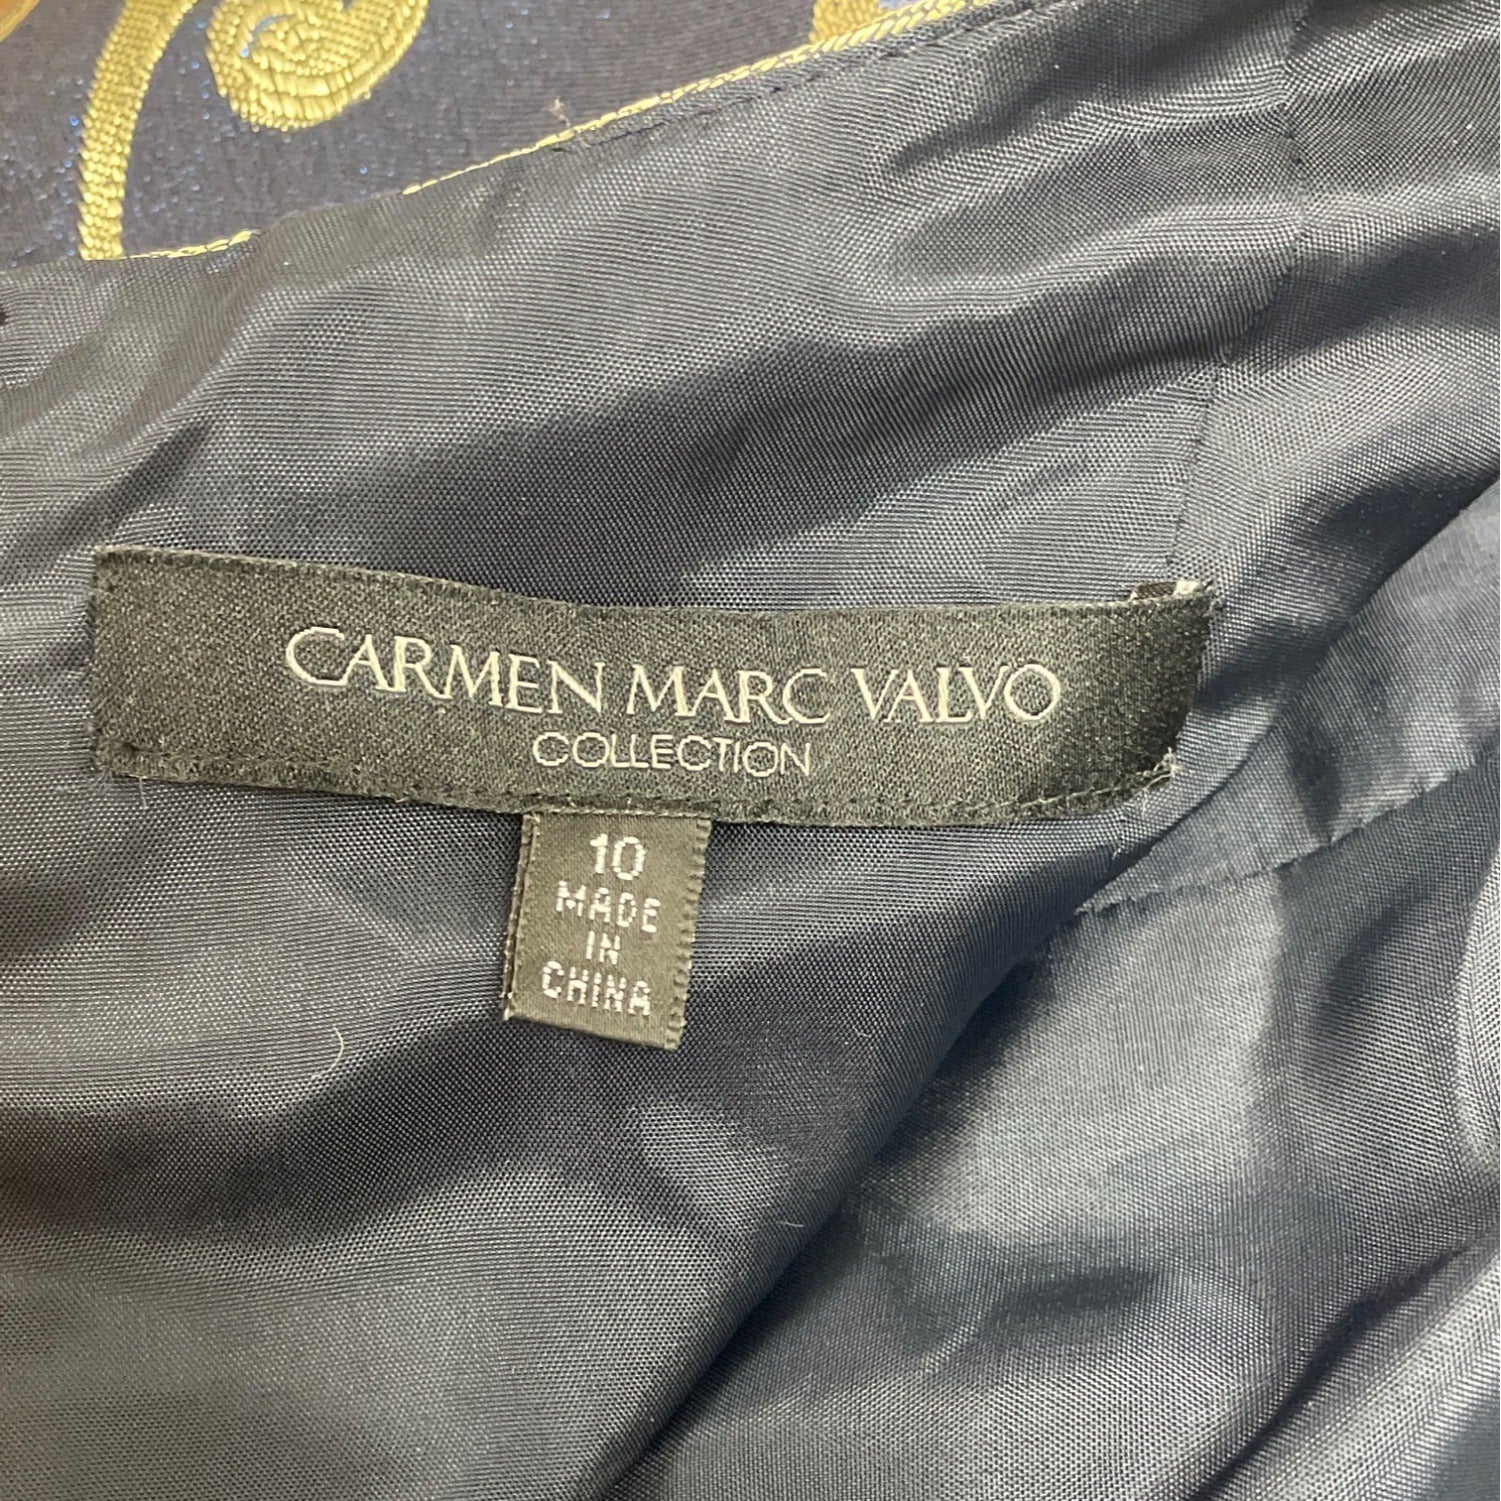 CARMEN MARC VALVO
COLLECTION
10
MADE
IN
CHINA